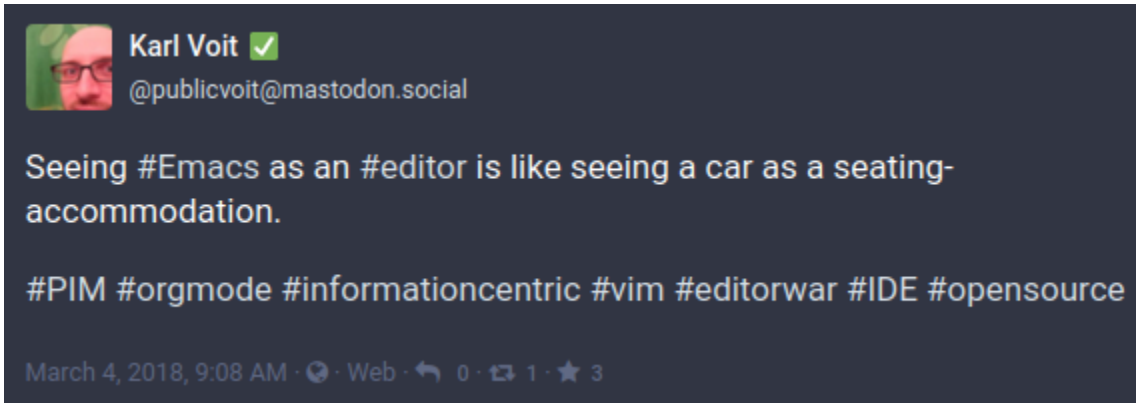 Karl Voit ✅
@publicvoit@mastodon.social
Seeing #Emacs as an #editor is like seeing a car as a seating-
accommodation.
#PIM #orgmode #informationcentric #vim #editorwar #IDE #opensource
March 4, 2018, 9:08 AM · Web · 0 · 1 · 3